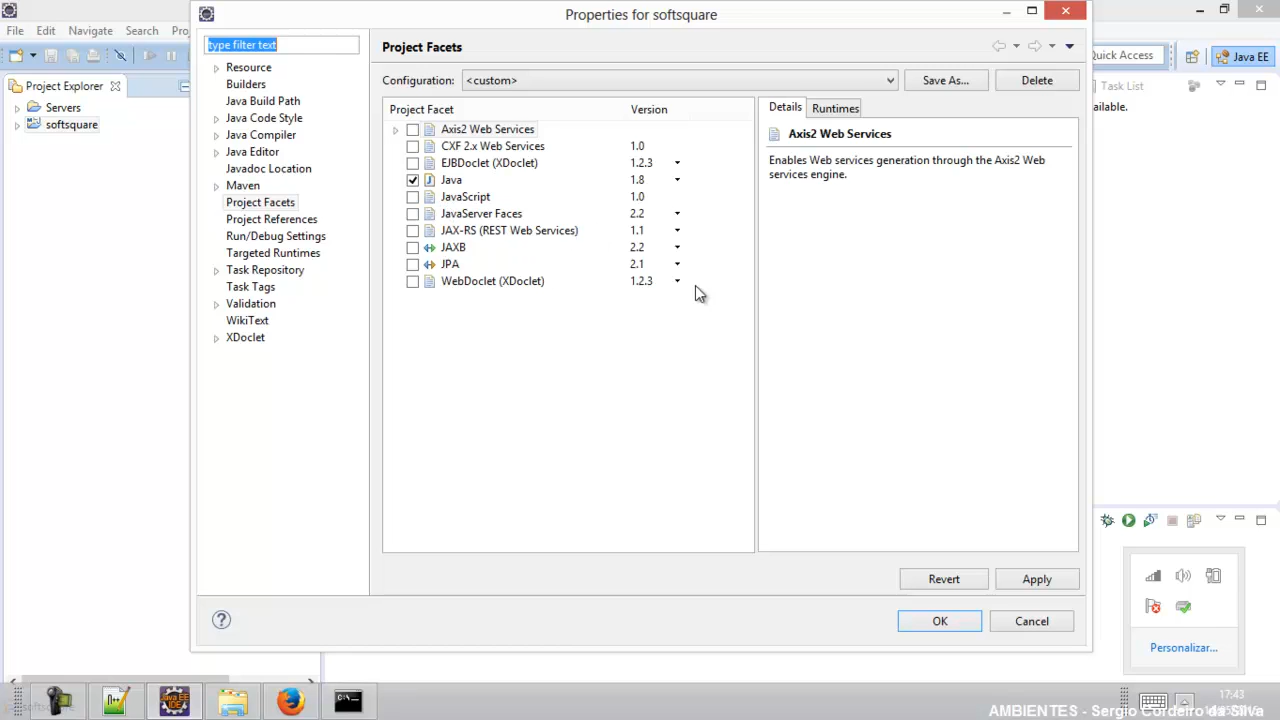 Properties for softsquare
File Edit Navigate Search
Quick Access
Java EE
Project Explorer
Servers
softsquare
type filter text
Resource
Builders
Java Build Path
Java Code Style
Java Compiler
Java Editor
Javadoc Location
Maven
Project Facets
Project References
Run/Debug Settings
Targeted Runtimes
Task Repository
Task Tags
Validation
WikiText
XDoclet
Project Facets
Configuration: <custom> Save As... Delete
Project Facet Version
Axis2 Web Services
CXF 2.x Web Services 1.0
EJBDoclet (XDoclet) 1.2.3
Java 1.8
JavaScript 1.0
JavaServer Faces 2.2
JAX-RS (REST Web Services) 1.1
JAXB 2.2
JPA 2.1
WebDoclet (XDoclet) 1.2.3
Details Runtimes
Axis2 Web Services
Enables Web services generation through the Axis2 Web
services engine.
Revert Apply
OK Cancel
Task List
ailable.
Personalizar...
17:43
AMBIENTES - Sergio Cordeiro da Silva